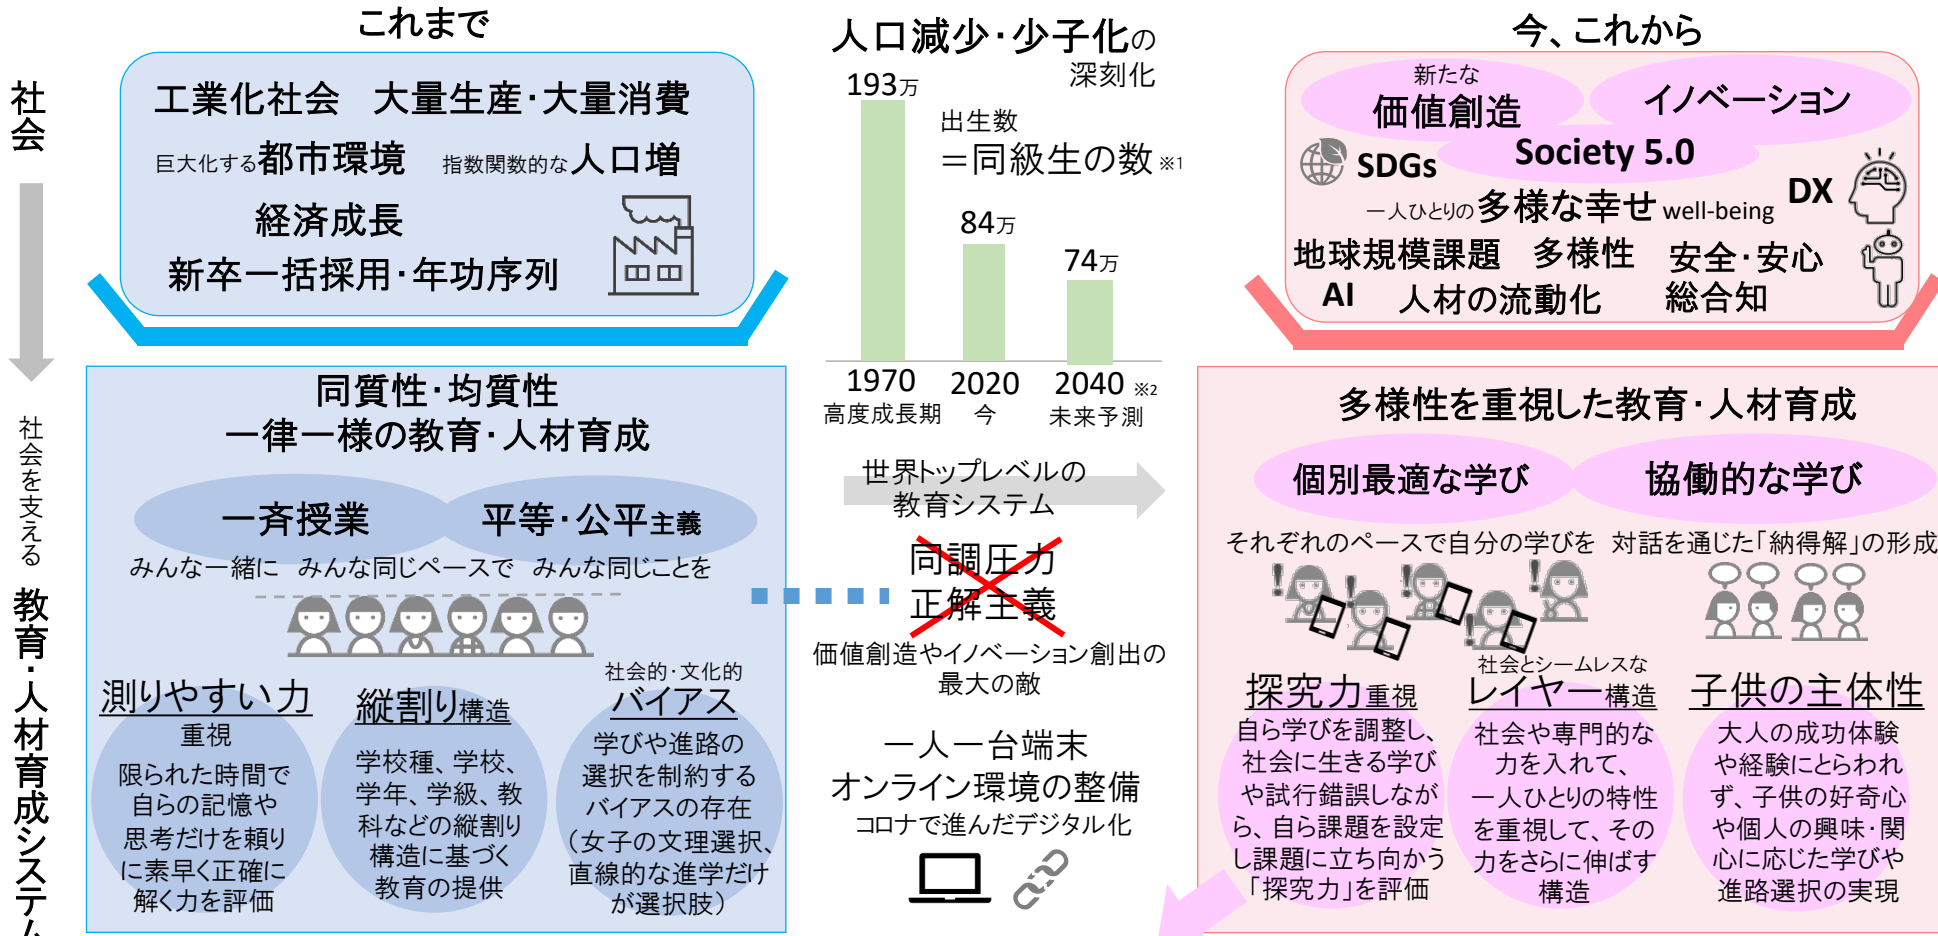 これまで
社会
工業化社会 大量生産・大量消費
巨大化する都市環境 指数関数的な人口増
経済成長
新卒一括採用・年功序列
人口減少・少子化の
深刻化
193万
出生数
＝同級生の数 ※1
84万
74万
1970 2020 2040 ※2
高度成長期 今 未来予測
今、これから
新たな
価値創造
イノベーション
Society 5.0
SDGs
DX
一人ひとりの多様な幸せ well-being
地球規模課題 多様性 安全・安心
AI 人材の流動化 総合知
社会を支える 教育・人材育成システム
同質性・均質性
一律一様の教育・人材育成
一斉授業 平等・公平主義
みんな一緒に みんな同じペースで みんな同じことを
測りやすい力
重視
限られた時間で
自らの記憶や
思考だけを頼り
に素早く正確に
解く力を評価
縦割り構造
学校種、学校、
学年、学級、教
科などの縦割り
構造に基づく
教育の提供
社会的・文化的
バイアス
学びや進路の
選択を制約する
バイアスの存在
（女子の文理選択、
直線的な進学だけ
が選択肢）
世界トップレベルの
教育システム
同調圧力
正解主義
価値創造やイノベーション創出の
最大の敵
一人一台端末
オンライン環境の整備
コロナで進んだデジタル化
多様性を重視した教育・人材育成
個別最適な学び 協働的な学び
それぞれのペースで自分の学びを 対話を通じた「納得解」の形成
探究力重視
自ら学びを調整し、
社会に生きる学び
や試行錯誤しなが
ら、自ら課題を設定
し課題に立ち向かう
「探究力」を評価
社会とシームレスな
レイヤー構造
社会や専門的な
力を入れて、
一人ひとりの特性
を重視して、その
力をさらに伸ばす
構造
子供の主体性
大人の成功体験
や経験にとらわれ
ず、子供の好奇心
や個人の興味・関
心に応じた学びや
進路選択の実現